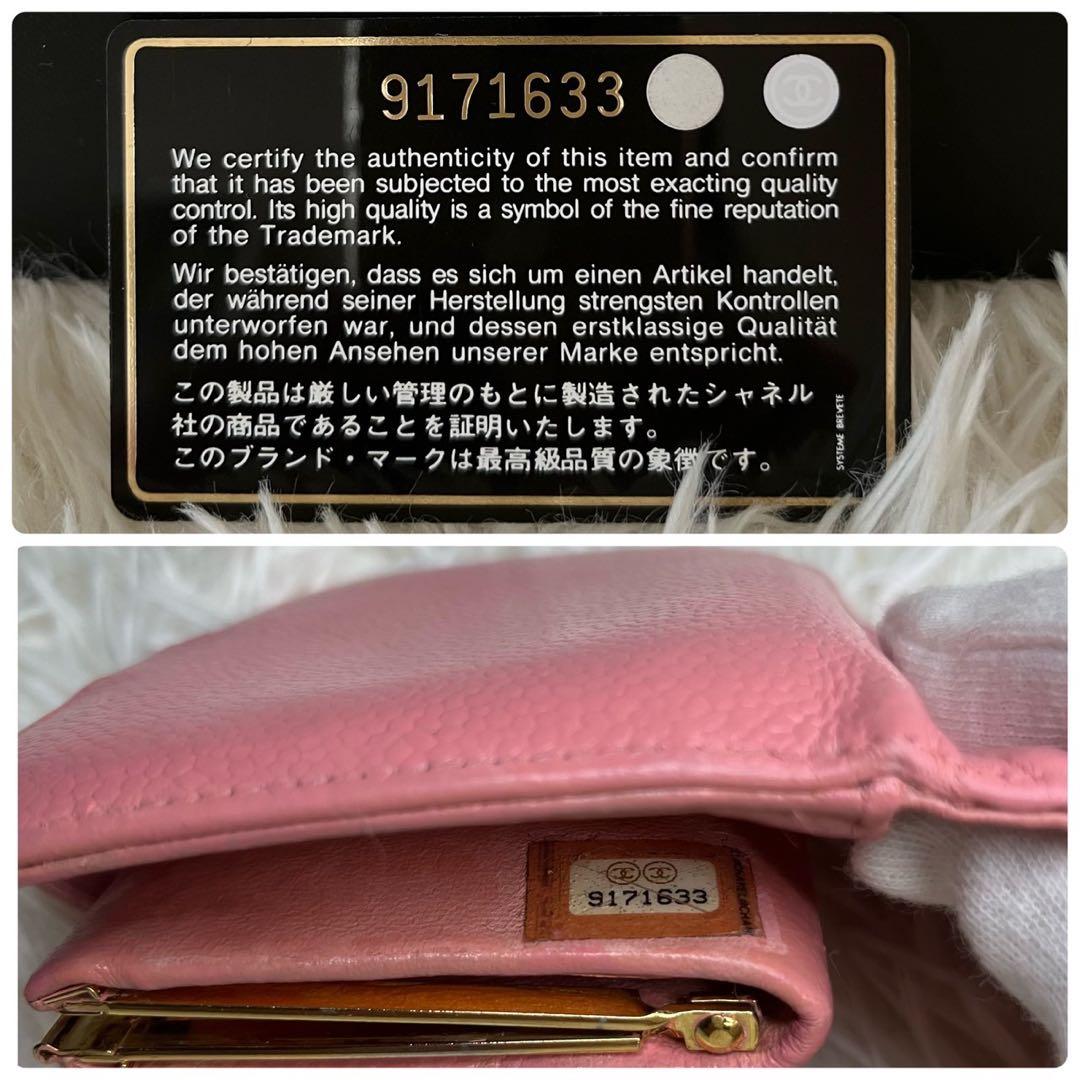 9171633
We certify the authenticity of this item and confirm
that it has been subjected to the most exacting quality
control. Its high quality is a symbol of the fine reputation
of the Trademark.
Wir bestätigen, dass es sich um einen Artikel handelt,
der während seiner Herstellung strengsten Kontrollen
unterworfen war, und dessen erstklassige Qualität
dem hohen Ansehen unserer Marke entspricht.
この製品は厳しい管理のもとに製造されたシャネル
社の商品であることを証明いたします。
このブランド・マークは最高級品質の象徴です。
SYSTEME BREVETE
9171633